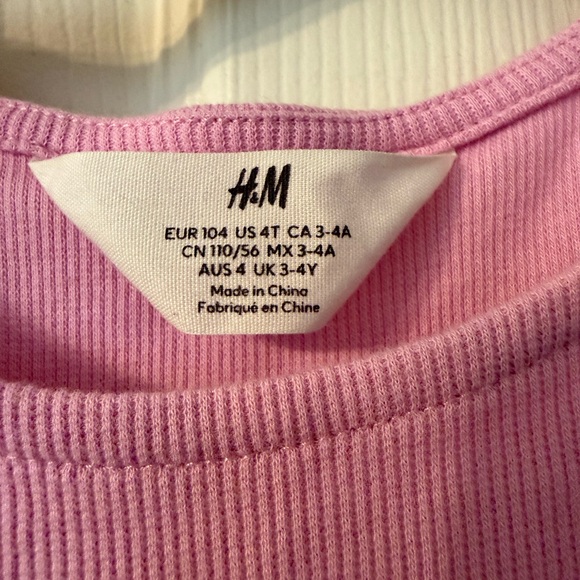 H&M
EUR 104 US 4T CA 3-4A
CN 110/56 MX 3-4A
AUS 4 UK 3-4Y
Made in China
Fabriqué en Chine